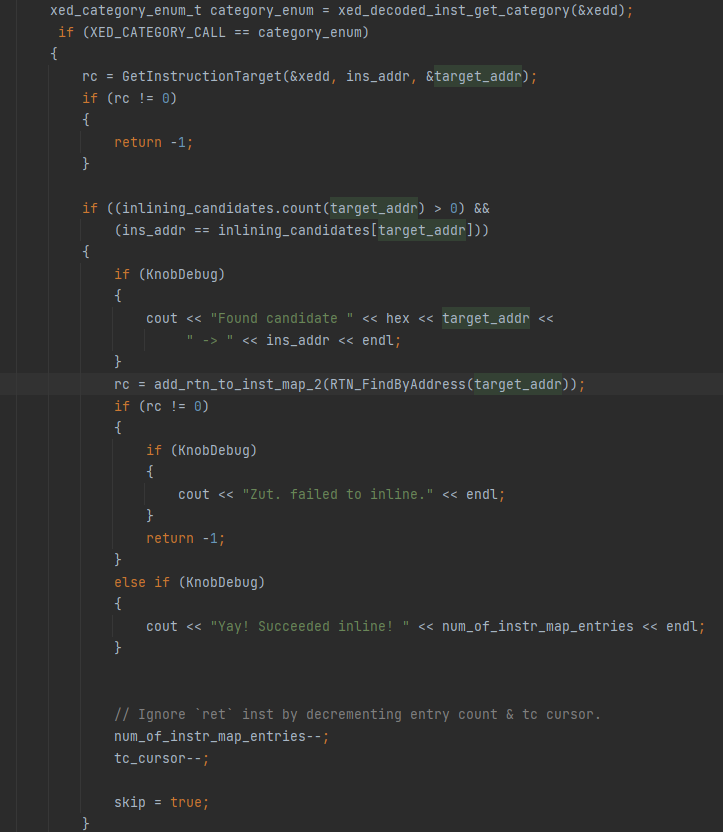 xed_category_enum_t category_enum = xed_decoded_inst_get_category(&xedd);
if (XED_CATEGORY_CALL == category_enum)
{
rc = GetInstructionTarget(&xedd, ins_addr, &target_addr);
if (rc != 0)
{
return -1;
}
if ((inlining_candidates.count(target_addr) > 0) &&
(ins_addr == inlining_candidates[target_addr]))
{
if (KnobDebug)
{
cout << "Found candidate " << hex << target_addr <<
" -> " << ins_addr << endl;
}
rc = add_rtn_to_inst_map_2(RTN_FindByAddress(target_addr));
if (rc != 0)
{
if (KnobDebug)
{
cout << "Zut. failed to inline." << endl;
}
return -1;
}
else if (KnobDebug)
{
cout << "Yay! Succeeded inline! " << num_of_instr_map_entries << endl;
}
// Ignore `ret` inst by decrementing entry count & tc cursor.
num_of_instr_map_entries--;
tc_cursor--;
skip = true;
}